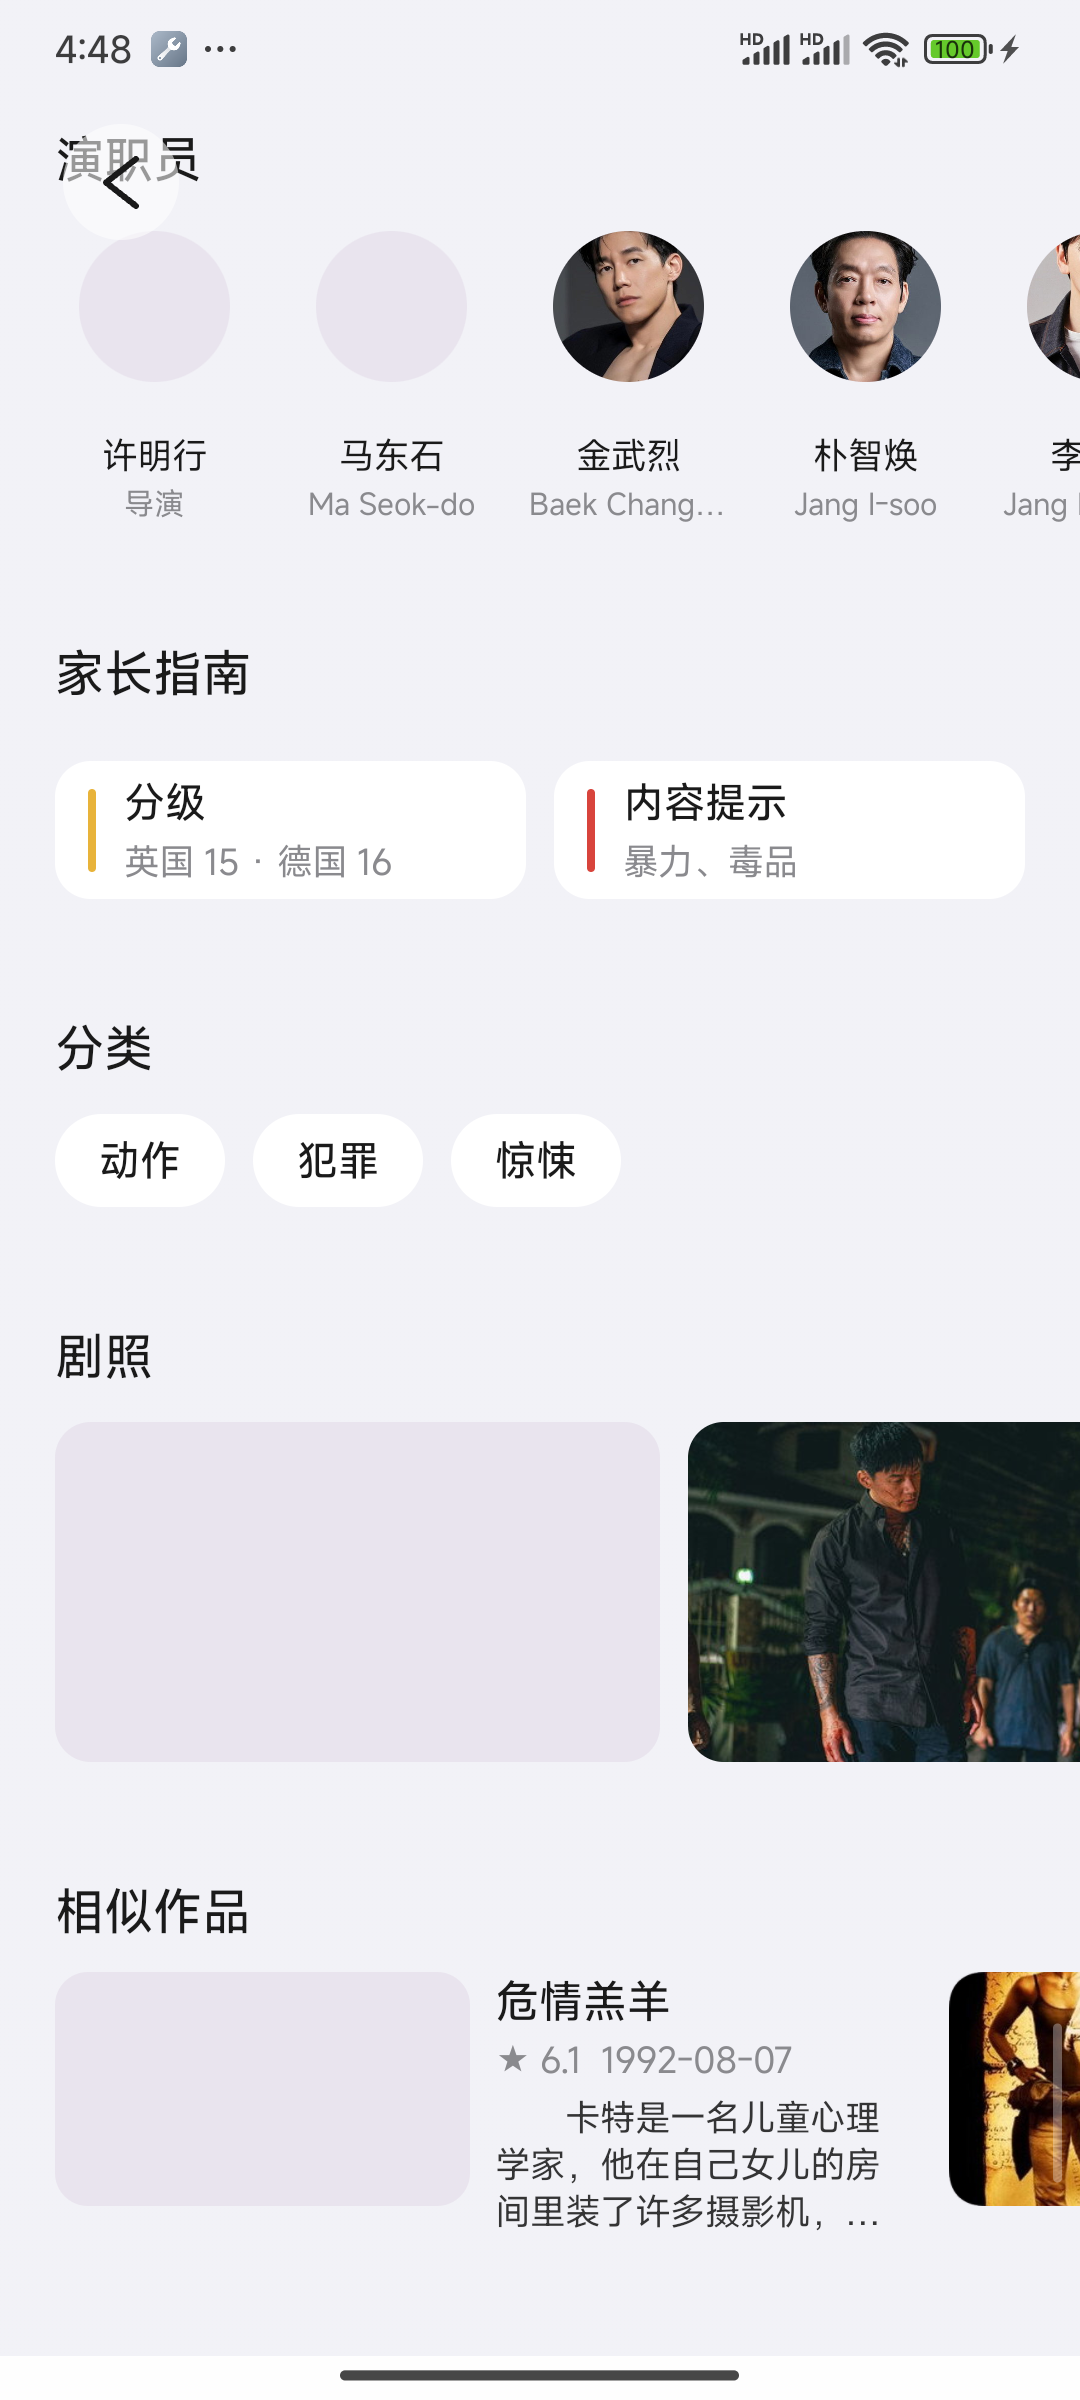 4:48
HD HD 100
演职员
许明行 马东石 金武烈 朴智焕 李
导演 Ma Seok-do Baek Chang... Jang I-soo Jang
家长指南
分级 内容提示
英国 15 · 德国 16 暴力、毒品
分类
动作 犯罪 惊悚
剧照
相似作品
危情羔羊
★ 6.1 1992-08-07
卡特是一名儿童心理
学家，他在自己女儿的房
间里装了许多摄影机，...